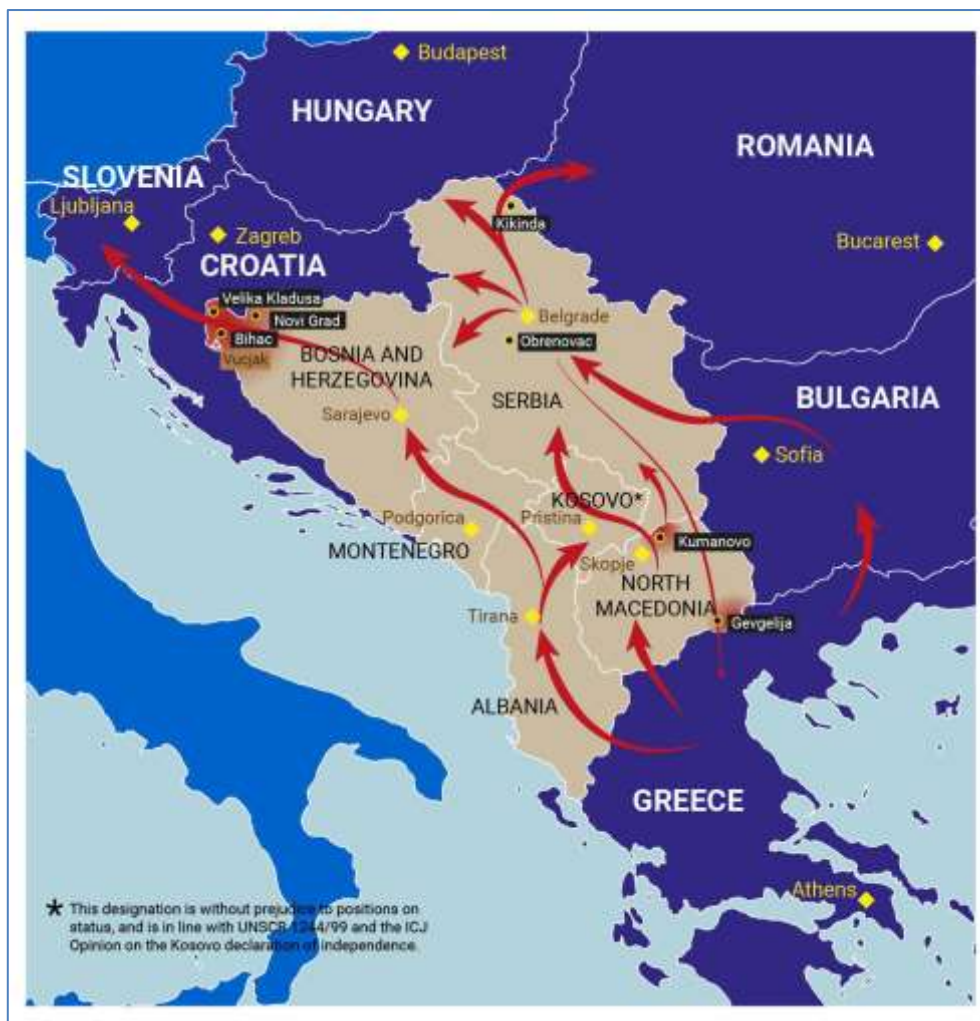 Budapest
HUNGARY
ROMANIA
SLOVENIA
Ljubljana
Kikinda
Zagreb
Bucarest
CROATIA
Velika Kladusa
Novi Grad
Belgrade
Bihac
Obrenovac
Vucjak
BOSNIA AND
HERZEGOVINA
SERBIA
BULGARIA
Sarajevo
Sofia
KOSOVO*
Podgorica
Pristina
Kumanovo
MONTENEGRO
Skopje
NORTH
MACEDONIA
Tirana
Gevgelija
ALBANIA
GREECE
Athens
* This designation is without prejudice to positions on
status, and is in line with UNSCR 1244/99 and the ICJ
Opinion on the Kosovo declaration of independence.